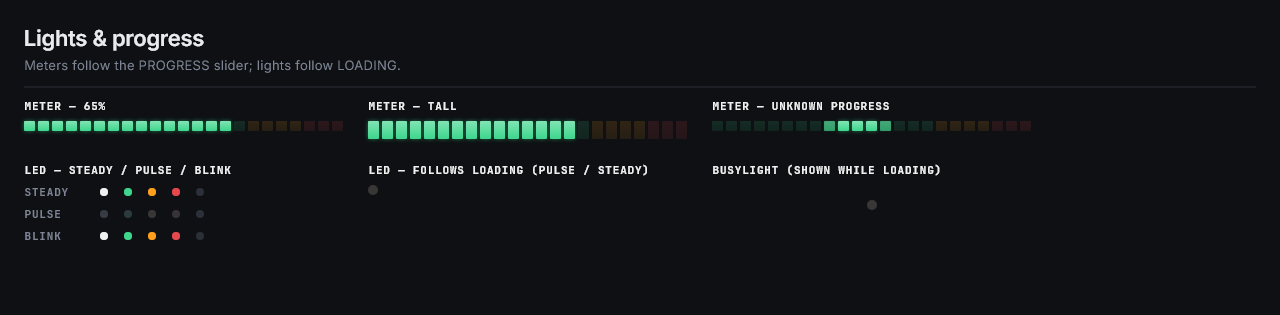 Lights & progress
Meters follow the PROGRESS slider; lights follow LOADING.
METER — 65%
METER — TALL
METER — UNKNOWN PROGRESS
LED — STEADY / PULSE / BLINK
LED — FOLLOWS LOADING (PULSE / STEADY)
BUSYLIGHT (SHOWN WHILE LOADING)
STEADY
PULSE
BLINK